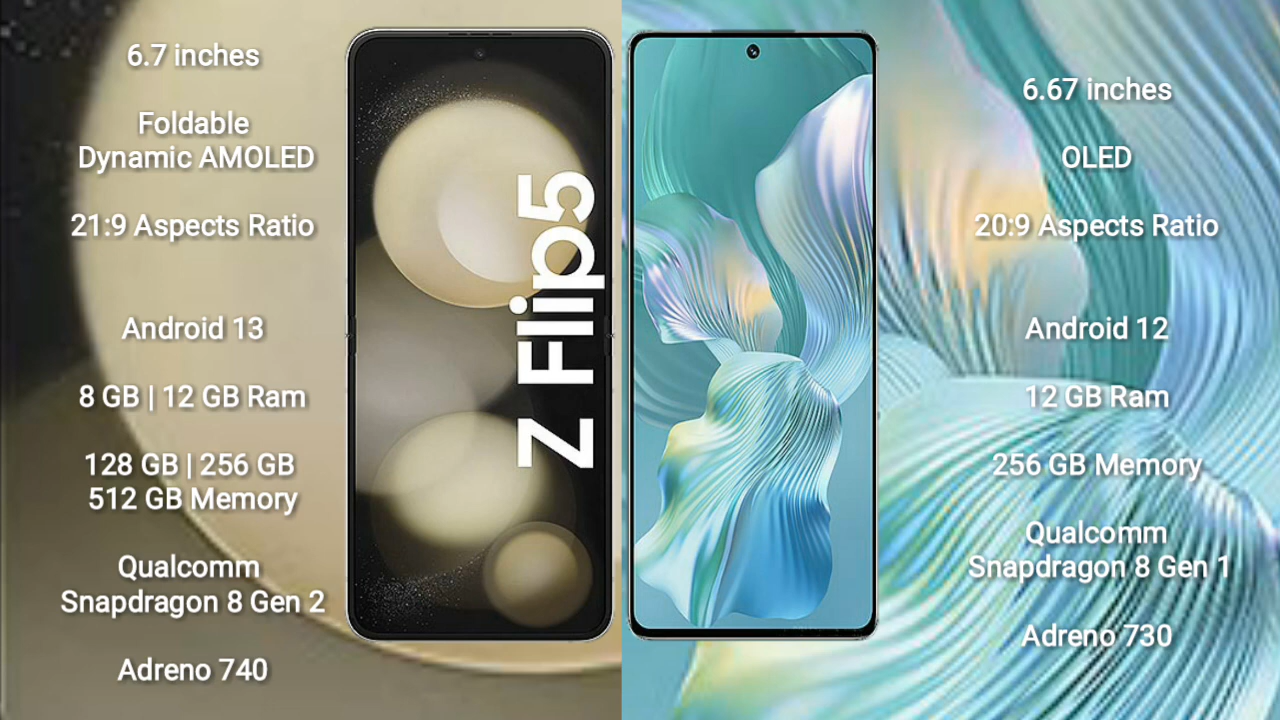 6.7 inches
Foldable
Dynamic AMOLED
21:9 Aspects Ratio
Android 13
8 GB | 12 GB Ram
128 GB | 256 GB
512 GB Memory
Qualcomm
Snapdragon 8 Gen 2
Adreno 740
Z Flip5
6.67 inches
OLED
20:9 Aspects Ratio
Android 12
12 GB Ram
256 GB Memory
Qualcomm
Snapdragon 8 Gen 1
Adreno 730